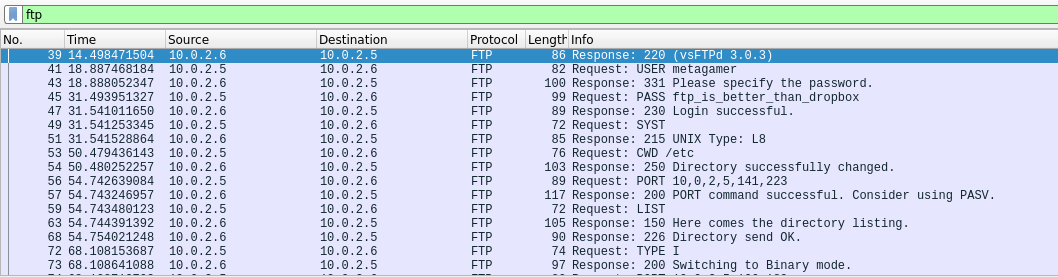 ftp
No. Time Source Destination Protocol Length Info
39 14.498471504 10.0.2.6 10.0.2.5 FTP 86 Response: 220 (vsFTPd 3.0.3)
41 18.887468184 10.0.2.5 10.0.2.6 FTP 82 Request: USER metagamer
43 18.888052347 10.0.2.6 10.0.2.5 FTP 100 Response: 331 Please specify the password.
45 31.493951327 10.0.2.5 10.0.2.6 FTP 99 Request: PASS ftp_is_better_than_dropbox
47 31.541011650 10.0.2.6 10.0.2.5 FTP 89 Response: 230 Login successful.
49 31.541253345 10.0.2.5 10.0.2.6 FTP 72 Request: SYST
51 31.541528864 10.0.2.6 10.0.2.5 FTP 85 Response: 215 UNIX Type: L8
53 50.479436143 10.0.2.5 10.0.2.6 FTP 76 Request: CWD /etc
54 50.480252257 10.0.2.6 10.0.2.5 FTP 103 Response: 250 Directory successfully changed.
56 54.742639084 10.0.2.5 10.0.2.6 FTP 89 Request: PORT 10,0,2,5,141,223
57 54.743246957 10.0.2.6 10.0.2.5 FTP 117 Response: 200 PORT command successful. Consider using PASV.
59 54.743480123 10.0.2.5 10.0.2.6 FTP 72 Request: LIST
63 54.744391392 10.0.2.6 10.0.2.5 FTP 105 Response: 150 Here comes the directory listing.
68 54.754021248 10.0.2.6 10.0.2.5 FTP 90 Response: 226 Directory send OK.
72 68.108153687 10.0.2.5 10.0.2.6 FTP 74 Request: TYPE I
73 68.108641088 10.0.2.6 10.0.2.5 FTP 97 Response: 200 Switching to Binary mode.